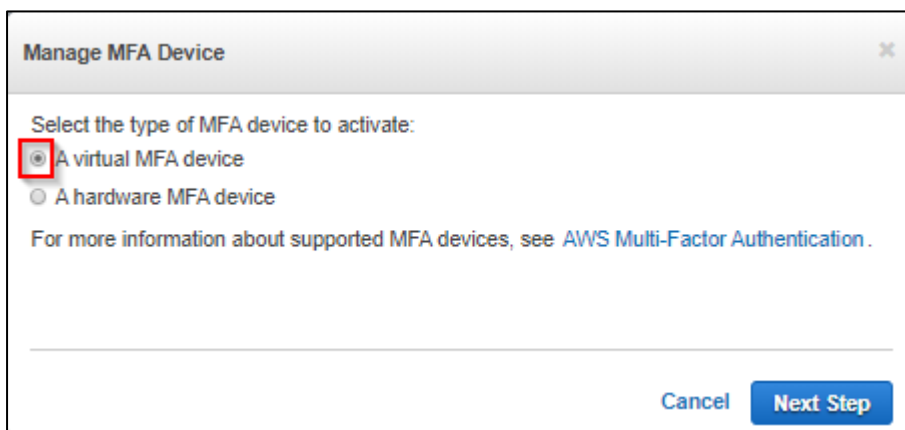 Manage MFA Device
Select the type of MFA device to activate:
A virtual MFA device
A hardware MFA device
For more information about supported MFA devices, see AWS Multi-Factor Authentication .
Cancel Next Step